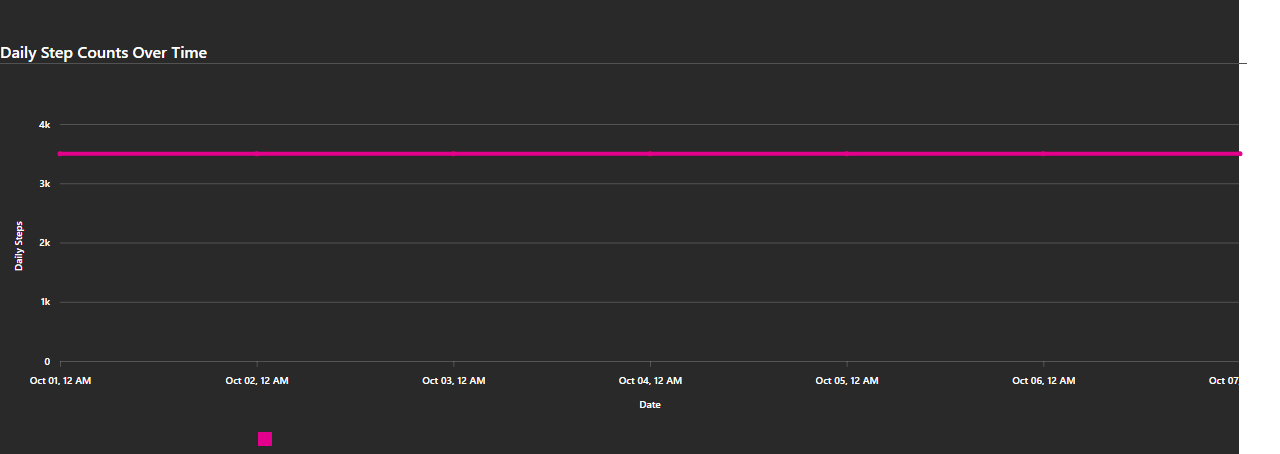 Daily Step Counts Over Time
4k
3k
2k
1k
0
Daily Steps
Oct 01, 12 AM Oct 02, 12 AM Oct 03, 12 AM Oct 04, 12 AM Oct 05, 12 AM Oct 06, 12 AM Oct 07,
Date